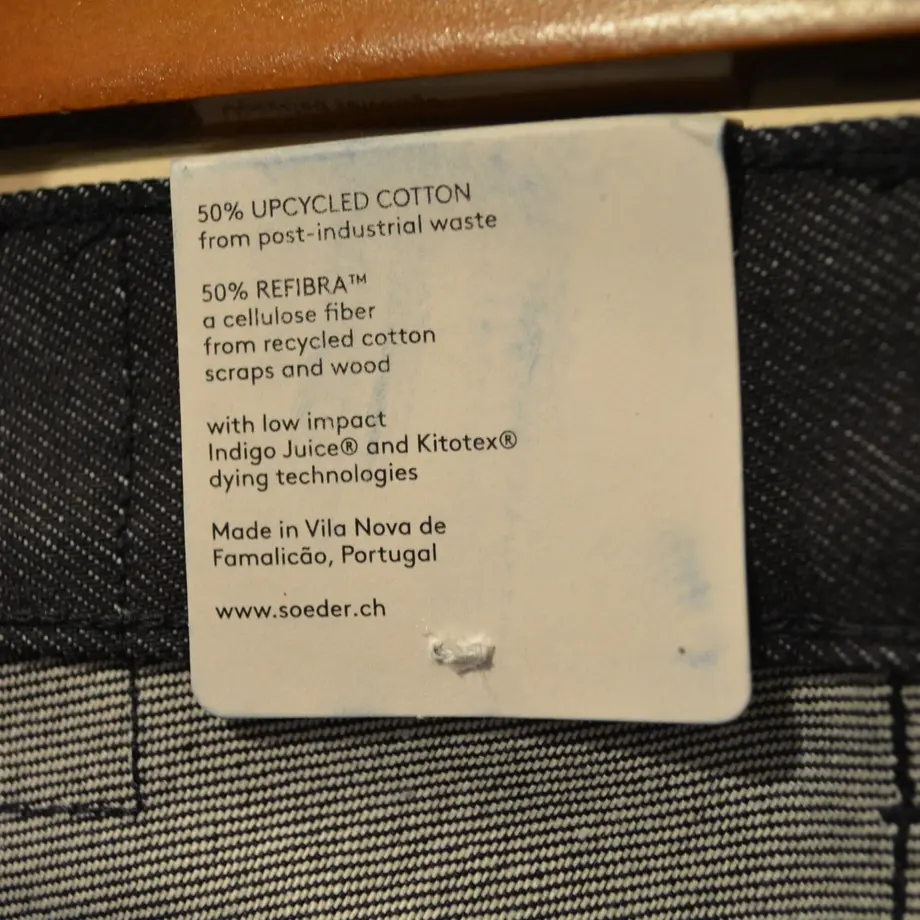 50% UPCYCLED COTTON
from post-industrial waste
50% REFIBRA™
a cellulose fiber
from recycled cotton
scraps and wood
with low impact
Indigo Juice® and Kitotex®
dying technologies
Made in Vila Nova de
Famalicão, Portugal
www.soeder.ch